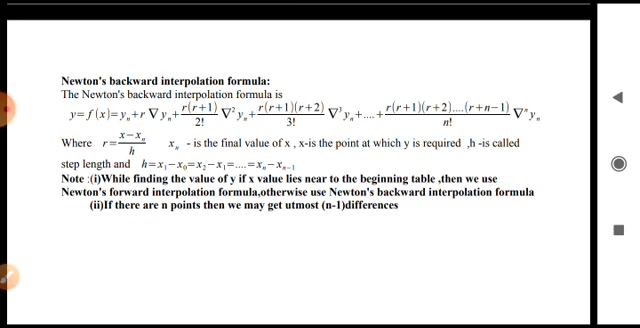 Newton's backward interpolation formula:
The Newton's backward interpolation formula is
y=f(x)=yₙ+r∇yₙ+r(r+1)/2! ∇²yₙ+r(r+1)(r+2)/3! ∇³yₙ+....+r(r+1)(r+2)....(r+n−1)/n! ∇ⁿyₙ
Where r=x−xₙ/h xₙ - is the final value of x , x-is the point at which y is required ,h -is called
step length and h=x₁−x₀=x₂−x₁=....=xₙ−xₙ₋₁
Note :(i)While finding the value of y if x value lies near to the beginning table ,then we use
Newton's forward interpolation formula,otherwise use Newton's backward interpolation formula
(ii)If there are n points then we may get utmost (n-1)differences